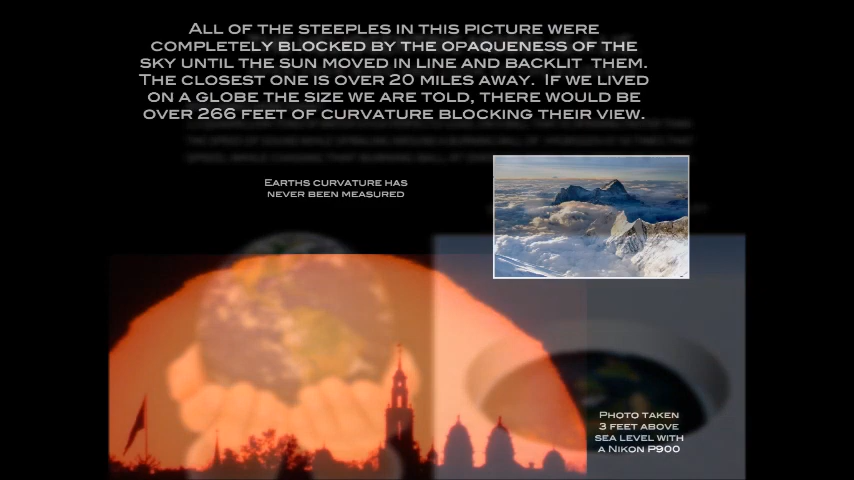 All of the steeples in this picture were
completely blocked by the opaqueness of the
sky until the sun moved in line and backlit them.
The closest one is over 20 miles away. If we lived
on a globe the size we are told, there would be
over 266 feet of curvature blocking their view.
Earths curvature has
never been measured
Photo taken
3 feet above
sea level with
a Nikon P900